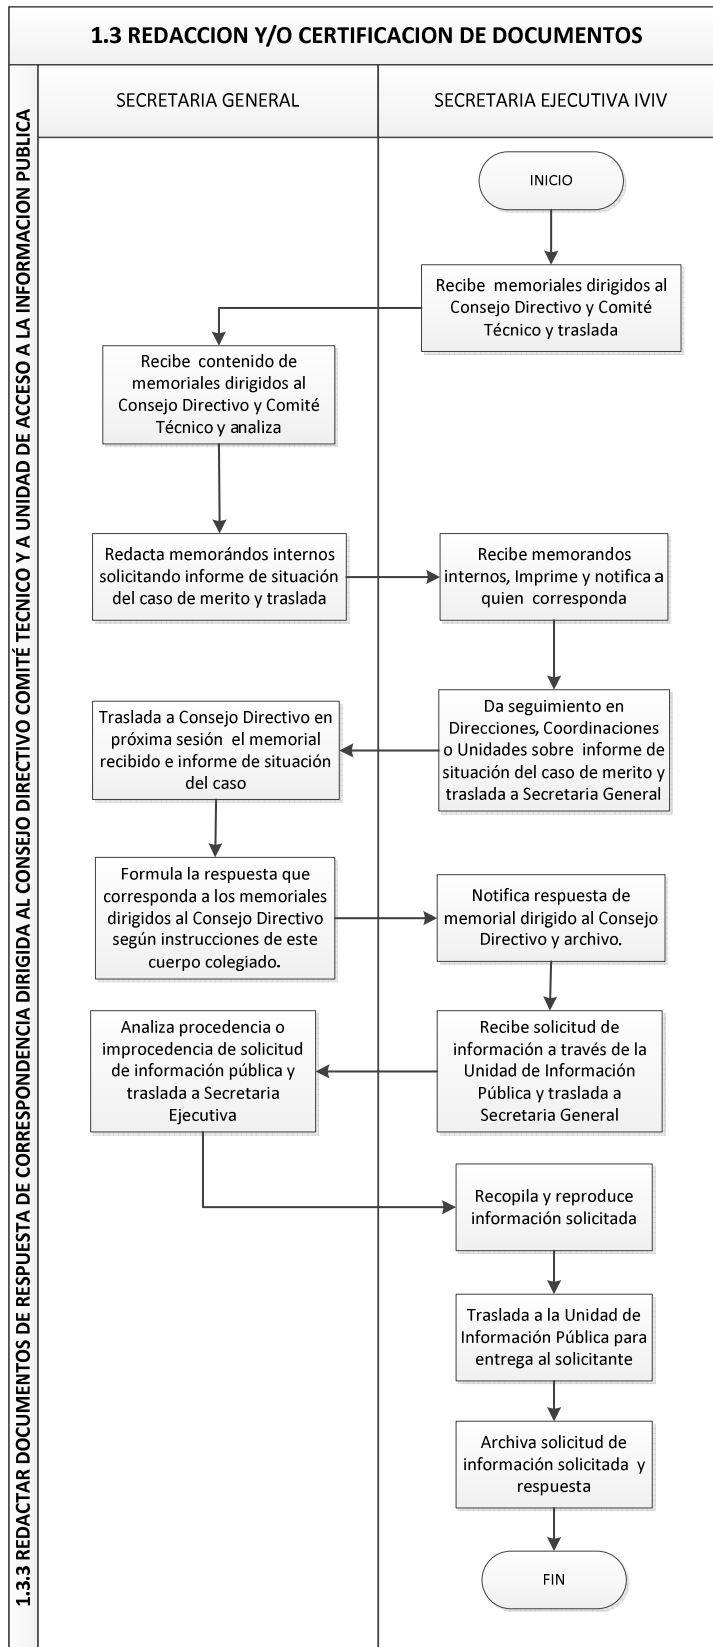 1.3 REDACCION Y/O CERTIFICACION DE DOCUMENTOS
1.3.3 REDACTAR DOCUMENTOS DE RESPUESTA DE CORRESPONDENCIA DIRIGIDA AL CONSEJO DIRECTIVO COMITÉ TECNICO Y A UNIDAD DE ACCESO A LA INFORMACION PUBLICA
SECRETARIA GENERAL
SECRETARIA EJECUTIVA IVIV
INICIO
Recibe memoriales dirigidos al
Consejo Directivo y Comité
Técnico y traslada
Recibe contenido de
memoriales dirigidos al
Consejo Directivo y Comité
Técnico y analiza
Redacta memorándos internos
solicitando informe de situación
del caso de merito y traslada
Recibe memorandos
internos, Imprime y notifica a
quien corresponda
Da seguimiento en
Direcciones, Coordinaciones
o Unidades sobre informe de
situación del caso de merito y
traslada a Secretaria General
Traslada a Consejo Directivo en
próxima sesión el memorial
recibido e informe de situación
del caso
Formula la respuesta que
corresponda a los memoriales
dirigidos al Consejo Directivo
según instrucciones de este
cuerpo colegiado.
Notifica respuesta de
memorial dirigido al Consejo
Directivo y archivo.
Recibe solicitud de
información a través de la
Unidad de Información
Pública y traslada a
Secretaria General
Analiza procedencia o
improcedencia de solicitud
de información pública y
traslada a Secretaria
Ejecutiva
Recopila y reproduce
información solicitada
Traslada a la Unidad de
Información Pública para
entrega al solicitante
Archiva solicitud de
información solicitada y
respuesta
FIN